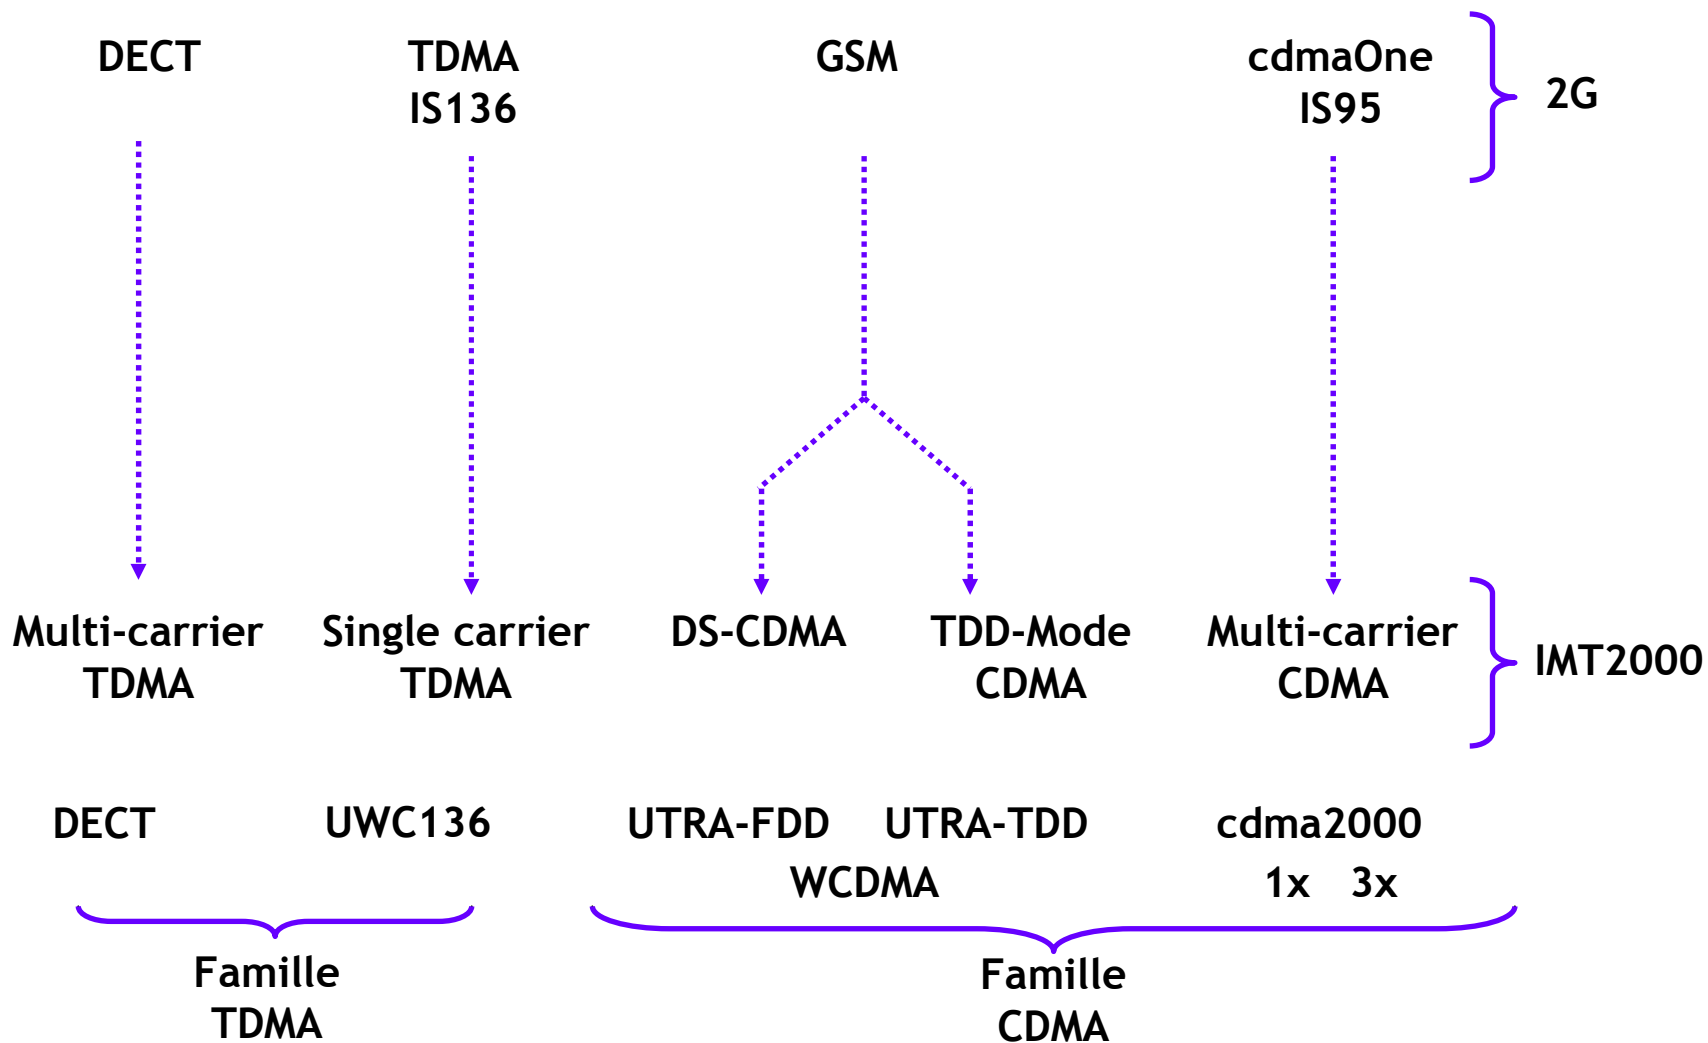 DECT
TDMA
IS136
GSM
cdmaOne
IS95
2G
Multi-carrier
TDMA
Single carrier
TDMA
DS-CDMA
TDD-Mode
CDMA
Multi-carrier
CDMA
IMT2000
DECT
UWC136
UTRA-FDD
UTRA-TDD
WCDMA
cdma2000
1x 3x
Famille
TDMA
Famille
CDMA